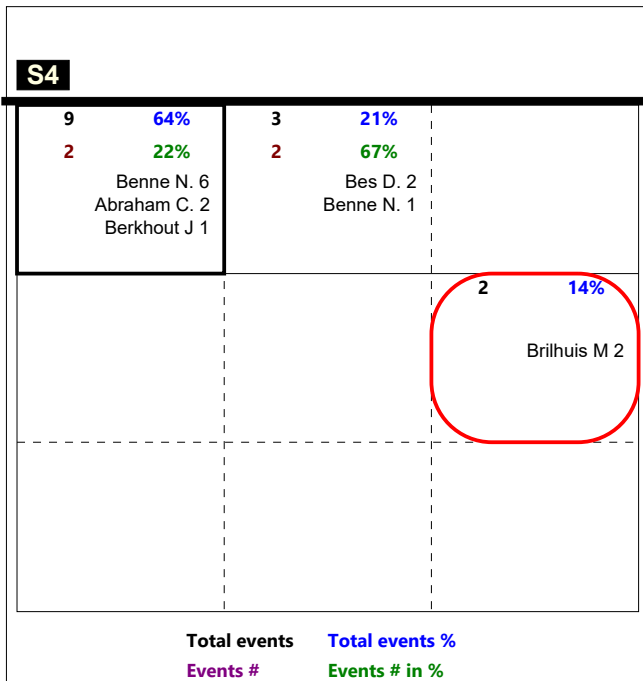 S4
9 64% 3 21%
2 22% 2 67%
Benne N. 6 Bes D. 2
Abraham C. 2 Benne N. 1
Berkhout J 1
2 14%
Brilhuis M 2
Total events Total events %
Events # Events # in %